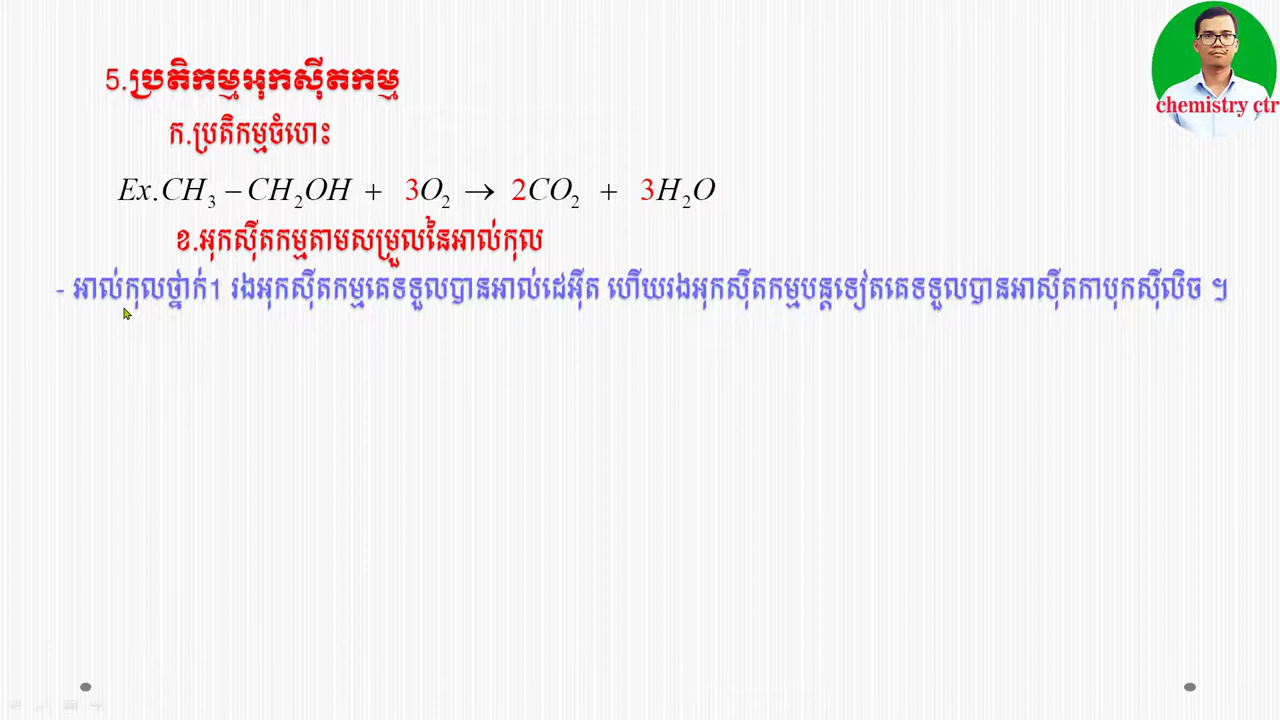 chemistry ctr
5.ប្រតិកម្មអុកស៊ីតកម្ម
ក.ប្រតិកម្មចំហេះ
Ex.CH₃ – CH₂OH + 3O₂ → 2CO₂ + 3H₂O
ខ.អុកស៊ីតកម្មតាមសម្រួលនៃអាល់កុល
- អាល់កុលថ្នាក់1 រងអុកស៊ីតកម្មគេទទួលបានអាល់ដេអ៊ីត ហើយរងអុកស៊ីតកម្មបន្តទៀតគេទទួលបានអាស៊ីតកាបុកស៊ីលិច ។